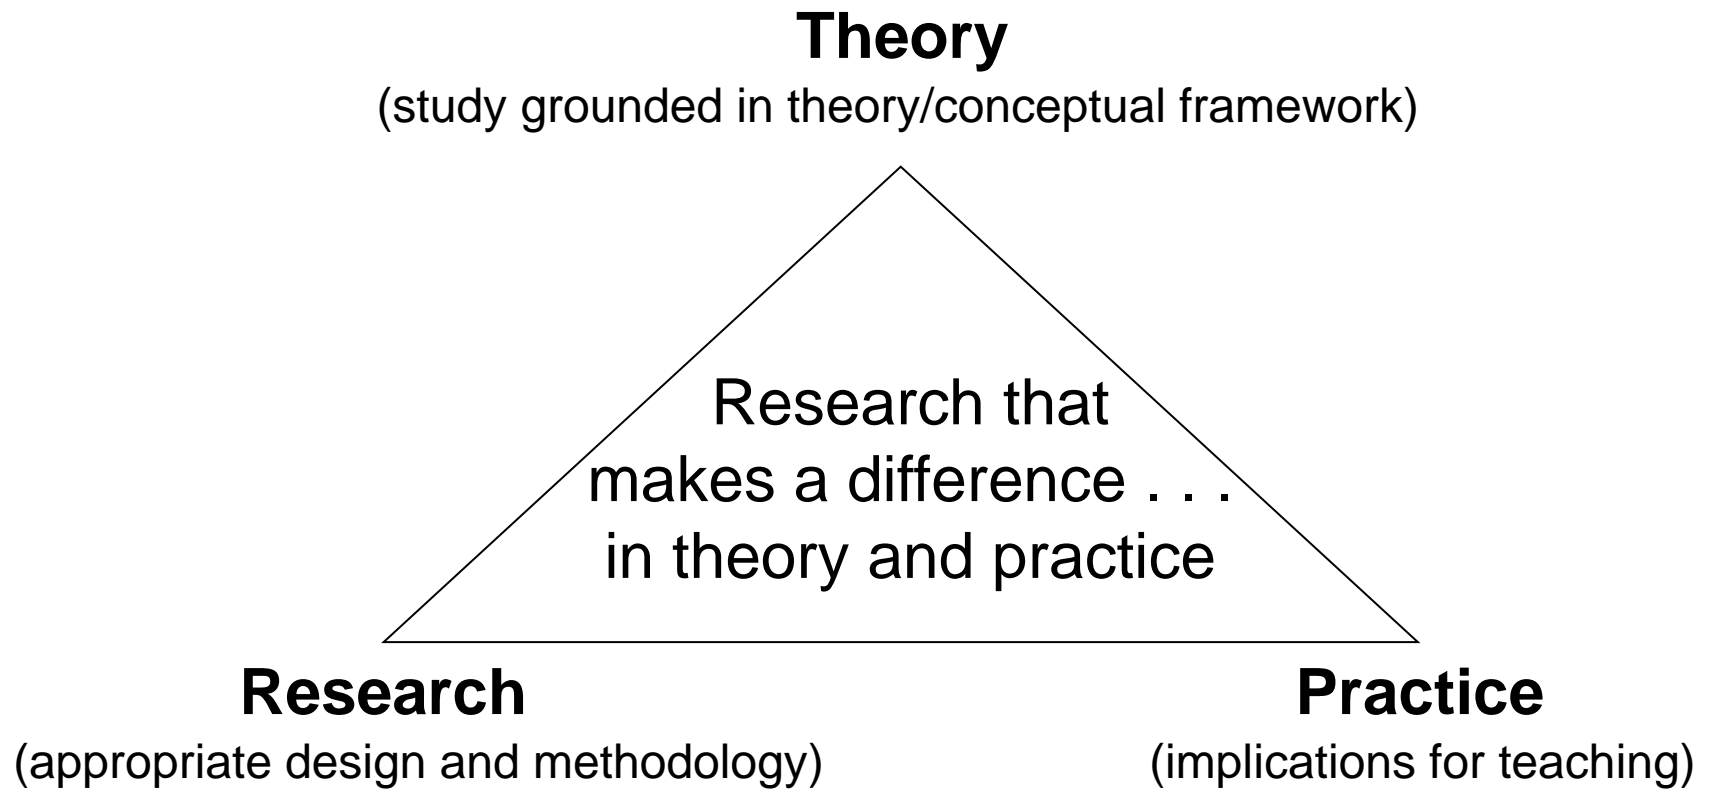 Theory
(study grounded in theory/conceptual framework)
Research that
makes a difference . . .
in theory and practice
Research
(appropriate design and methodology)
Practice
(implications for teaching)